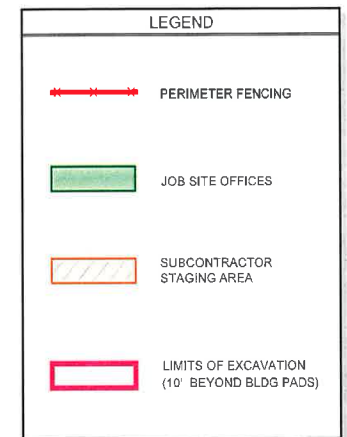 LEGEND
PERIMETER FENCING
JOB SITE OFFICES
SUBCONTRACTOR
STAGING AREA
LIMITS OF EXCAVATION
(10' BEYOND BLDG PADS)